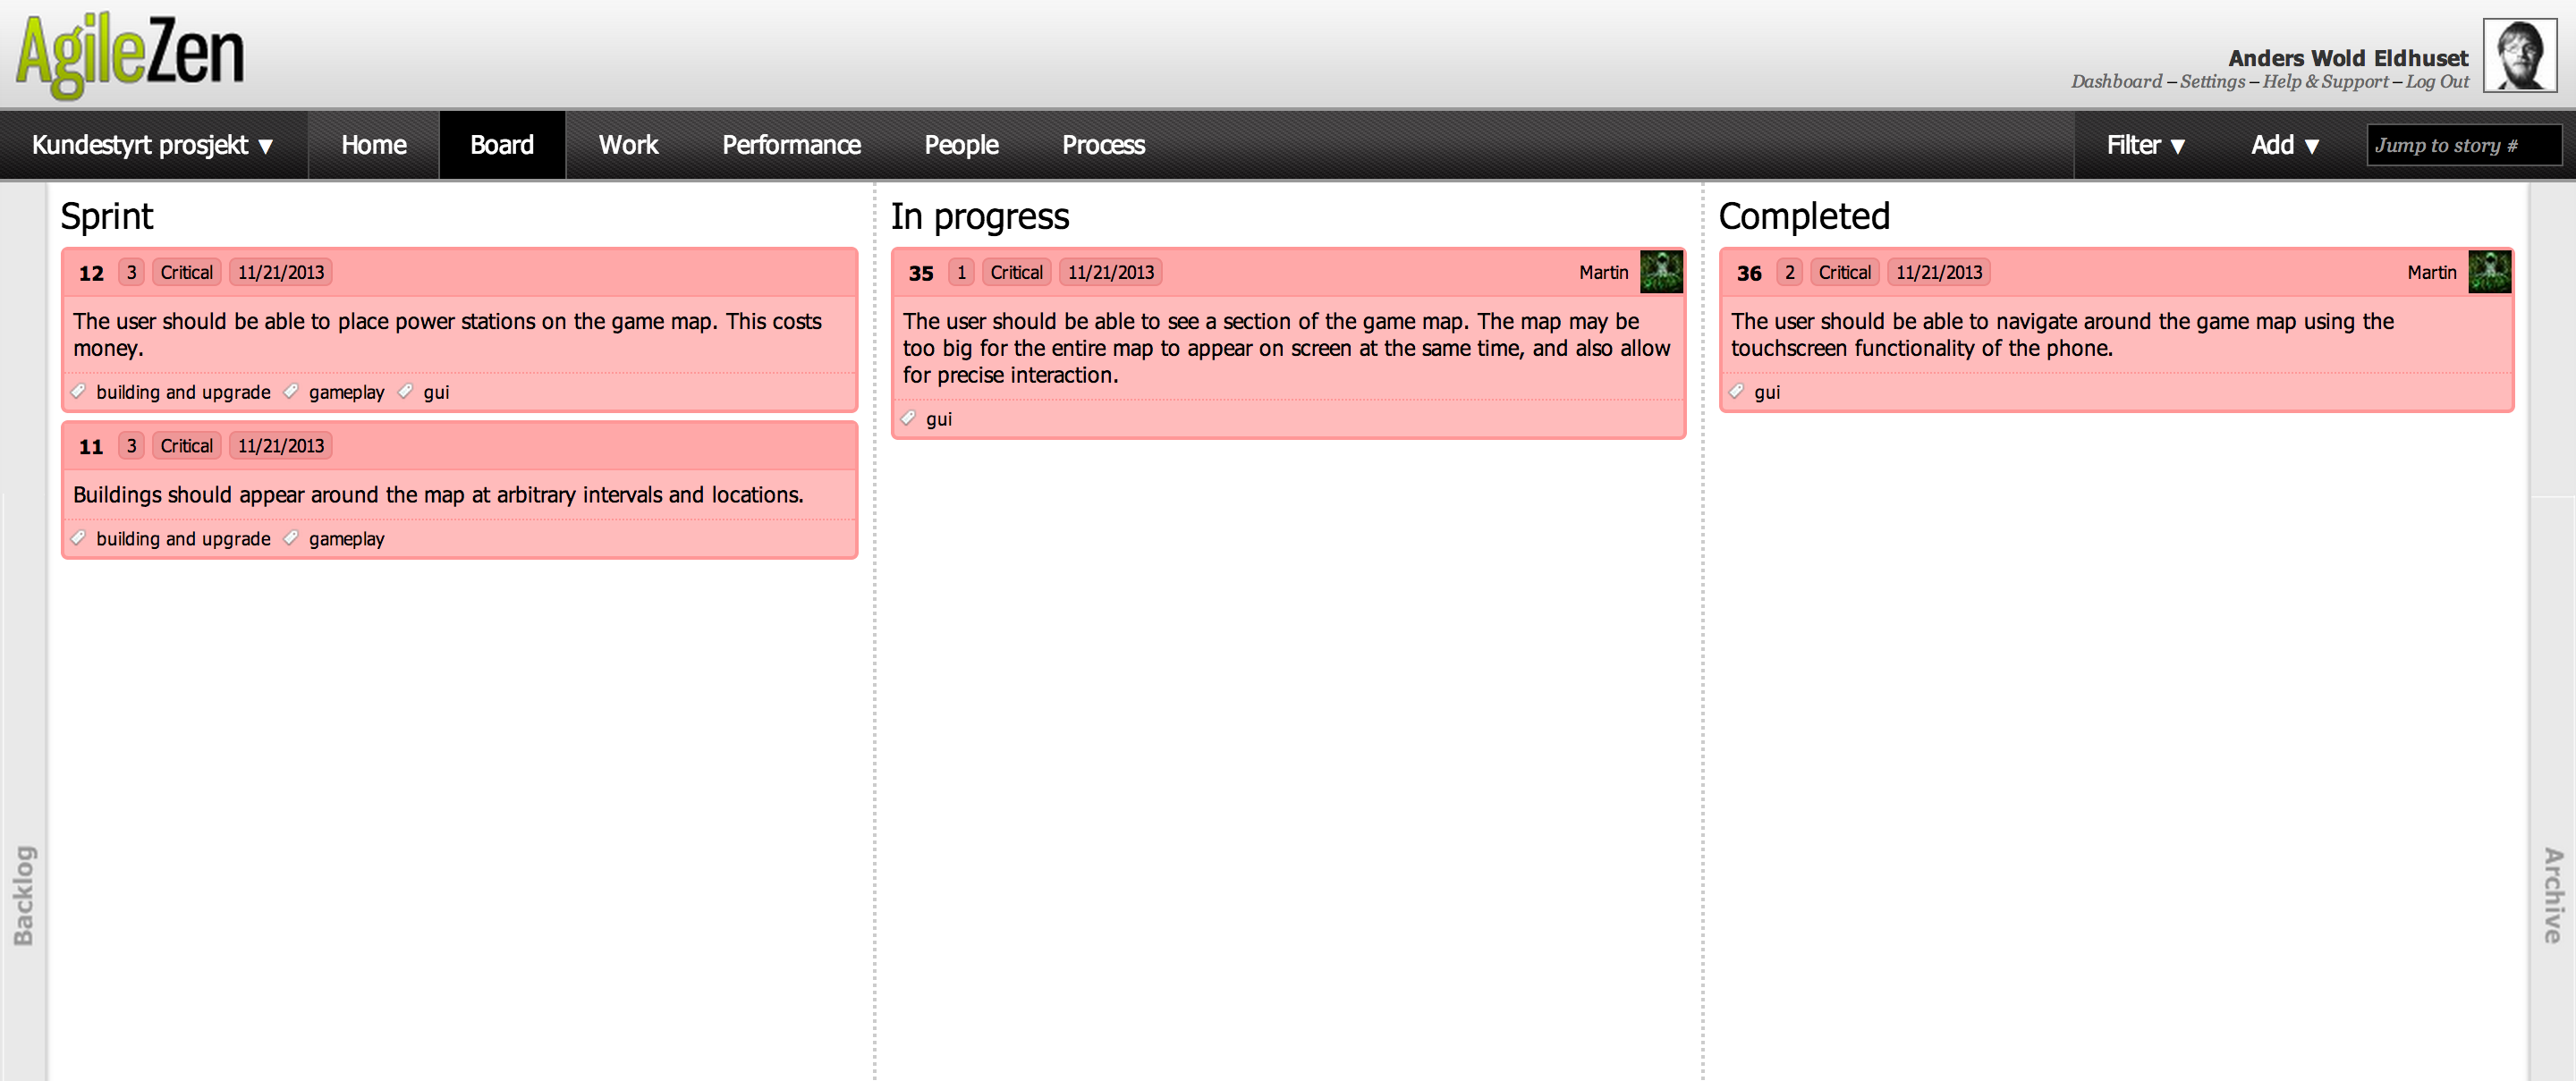 AgileZen
Anders Wold Eldhuset
Dashboard – Settings – Help & Support – Log Out
Kundestyrt prosjekt ▼ Home Board Work Performance People Process Filter ▼ Add ▼ Jump to story #
Sprint
12 3 Critical 11/21/2013
The user should be able to place power stations on the game map. This costs
money.
building and upgrade gameplay gui
11 3 Critical 11/21/2013
Buildings should appear around the map at arbitrary intervals and locations.
building and upgrade gameplay
In progress
35 1 Critical 11/21/2013 Martin
The user should be able to see a section of the game map. The map may be
too big for the entire map to appear on screen at the same time, and also allow
for precise interaction.
gui
Completed
36 2 Critical 11/21/2013 Martin
The user should be able to navigate around the game map using the
touchscreen functionality of the phone.
gui
Backlog
Archive